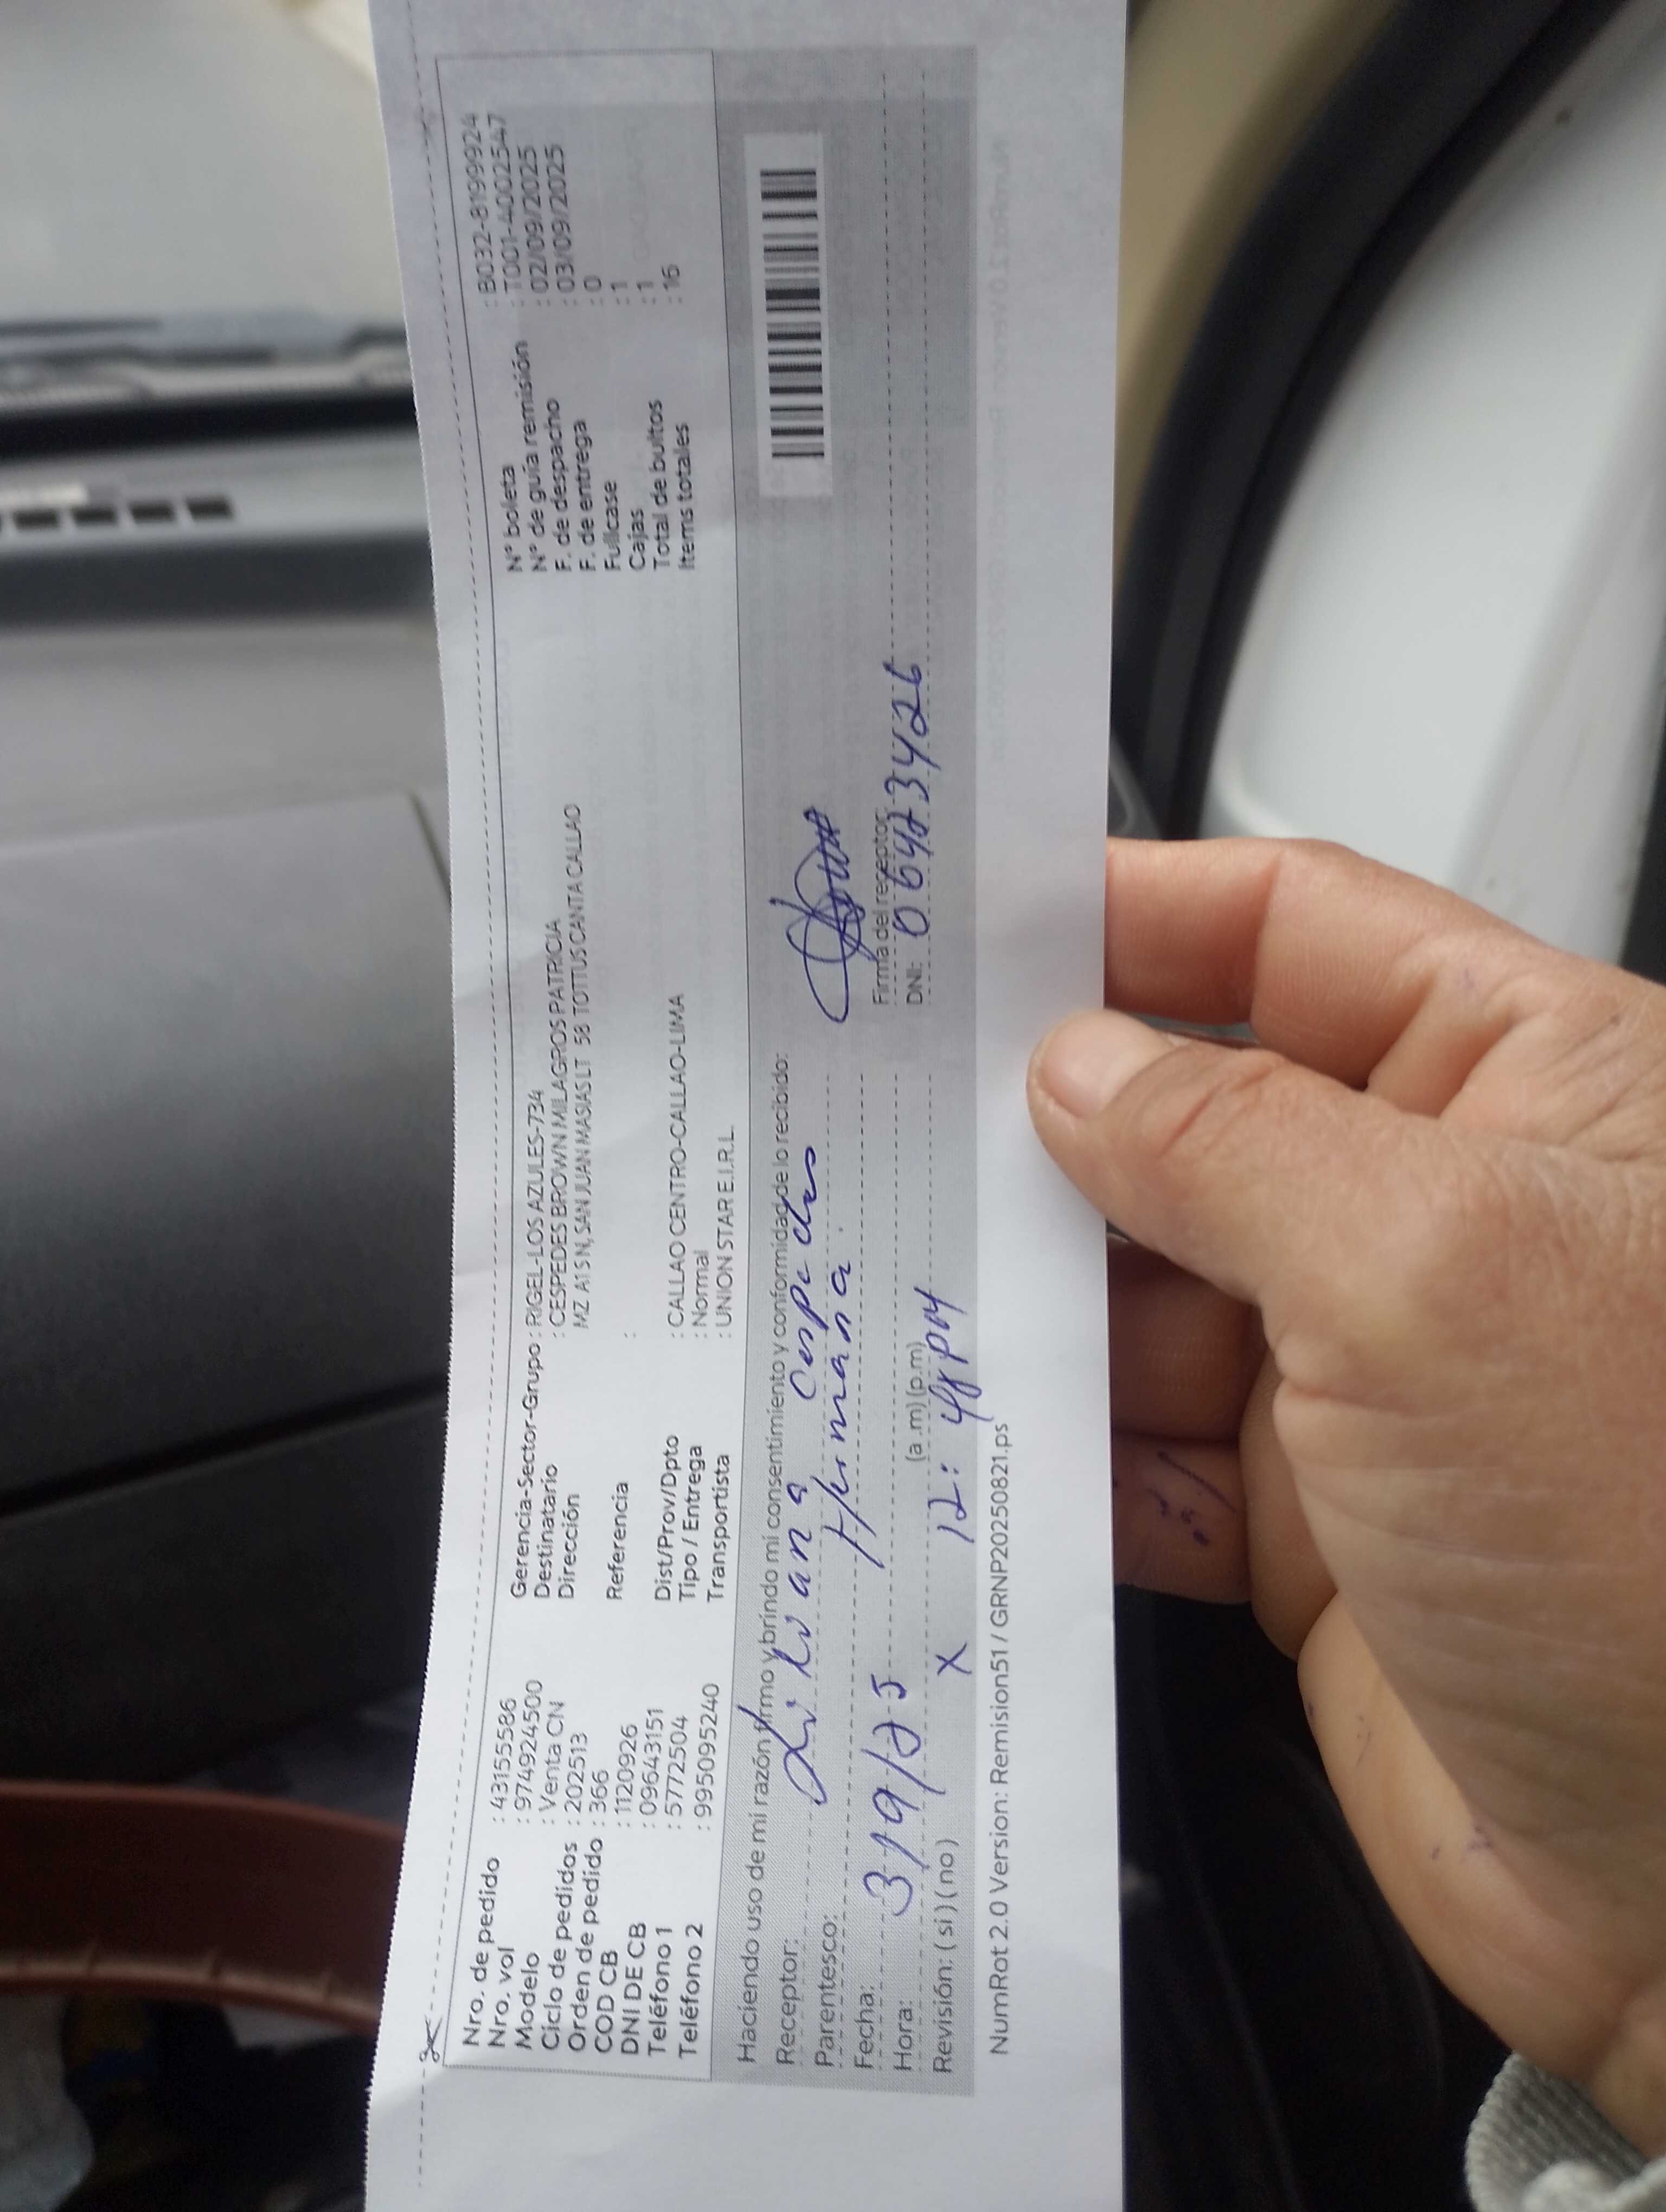 Nro. de pedido : 43155586
Nro. vol : 974924500
Modelo : Venta CN
Ciclo de pedidos : 202513
Orden de pedido : 366
COD CB : 1120926
DNI DE CB : 09643151
Teléfono 1 : 5772504
Teléfono 2 : 995095240
Gerencia-Sector-Grupo : RIGEL-LOS AZULES-734
Destinatario : CESPEDES BROWN MILAGROS PATRICIA
Dirección MZ A1 S N, SAN JUAN MASIAS LT 58 TOTTUS CANTA CALLAO
Referencia :
Dist/Prov/Dpto : CALLAO CENTRO-CALLAO-LIMA
Tipo / Entrega : Normal
Transportista : UNION STAR E.I.R.L.
N° boleta : B032-8199924
N° de guía remisión : T001-40022547
F. de despacho : 02/09/2025
F. de entrega : 03/09/2025
Fullcase : 0
Cajas : 1
Total de bultos : 1
Items totales : 16
Haciendo uso de mi razón firmo y brindo mi consentimiento y conformidad de lo recibido:
Receptor: Cespedes
Parentesco: Hermana.
Fecha: 3/9/25
Hora: (a.m) (p.m)
Revisión: (si) (no) X 12: PM
Firma del receptor:
DNI:
NumRot 2.0 Version: Remision51 / GRNP20250821.ps